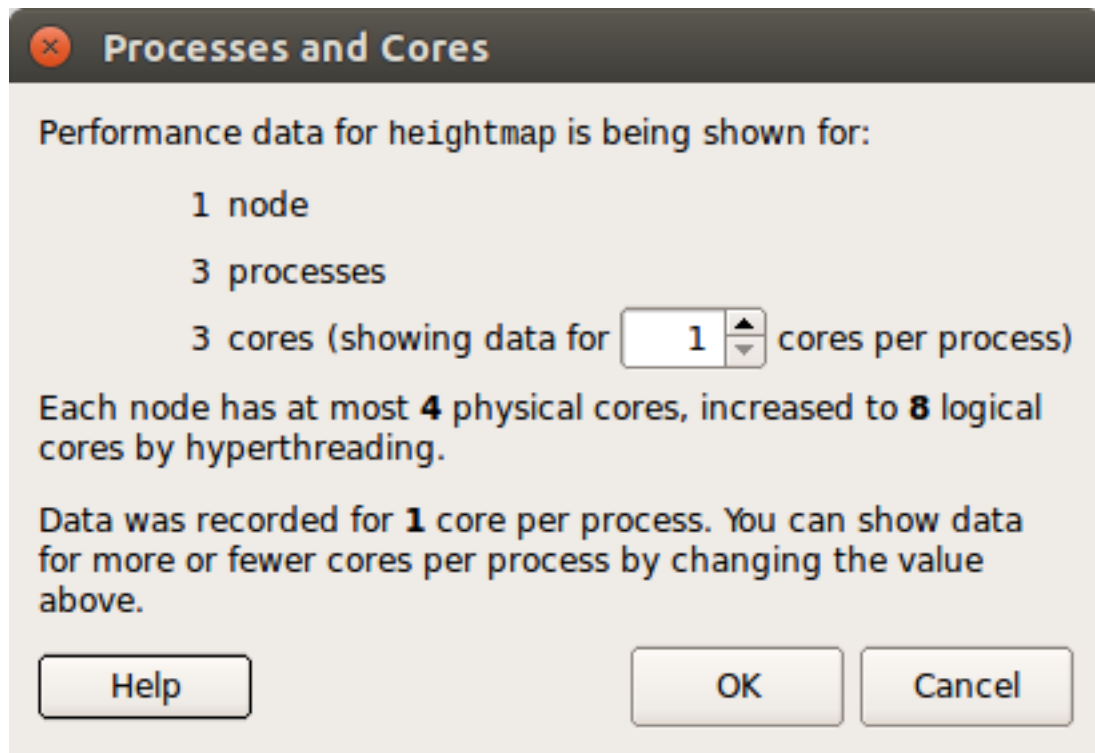 Processes and Cores
Performance data for heightmap is being shown for:
1 node
3 processes
3 cores (showing data for 1 cores per process)
Each node has at most 4 physical cores, increased to 8 logical
cores by hyperthreading.
Data was recorded for 1 core per process. You can show data
for more or fewer cores per process by changing the value
above.
Help OK Cancel